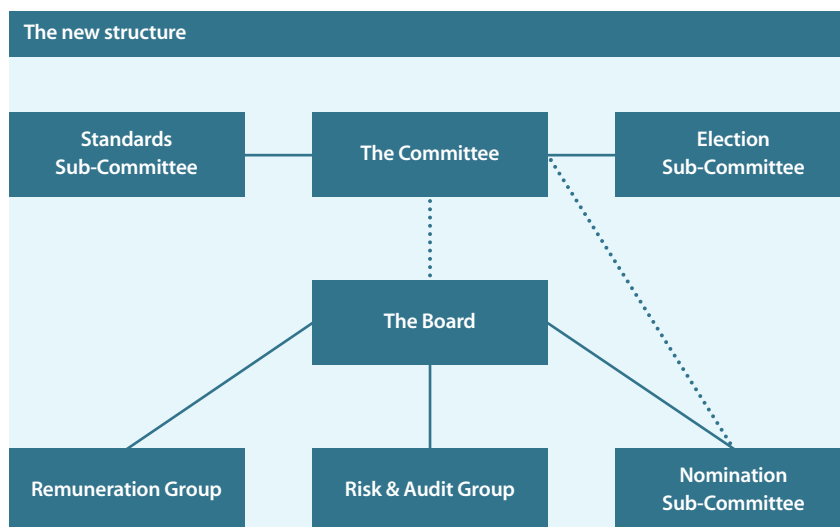 The new structure
Standards
Sub-Committee
The Committee
Election
Sub-Committee
The Board
Remuneration Group
Risk & Audit Group
Nomination
Sub-Committee